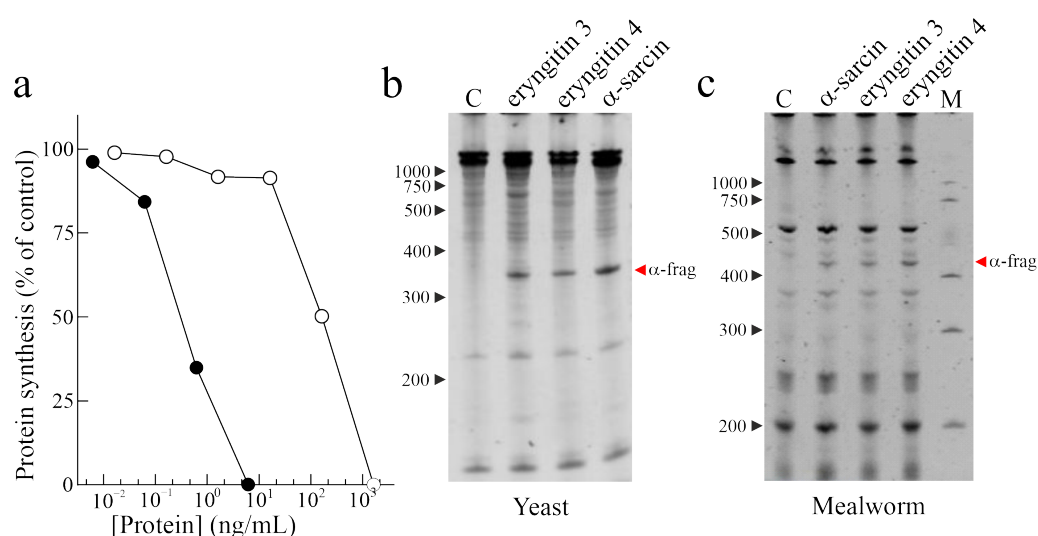 a
Protein synthesis (% of control)
100
75
50
25
0
10⁻² 10⁻¹ 10⁰ 10¹ 10² 10³
[Protein] (ng/mL)
b
C eryngitin 3 eryngitin 4 α-sarcin
1000
750
500
400
300
200
α-frag
Yeast
c
C α-sarcin eryngitin 3 eryngitin 4 M
1000
750
500
400
300
200
α-frag
Mealworm